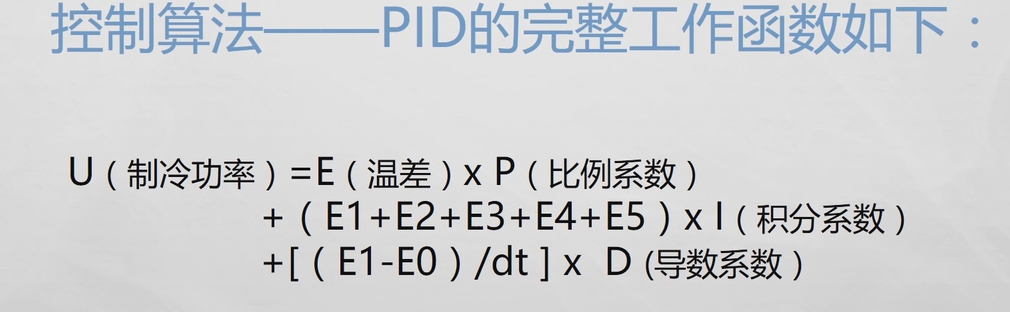 控制算法——PID的完整工作函数如下：
U（制冷功率）=E（温差）x P（比例系数）
+（E1+E2+E3+E4+E5）x I（积分系数）
+[（E1-E0）/dt ] x D (导数系数）